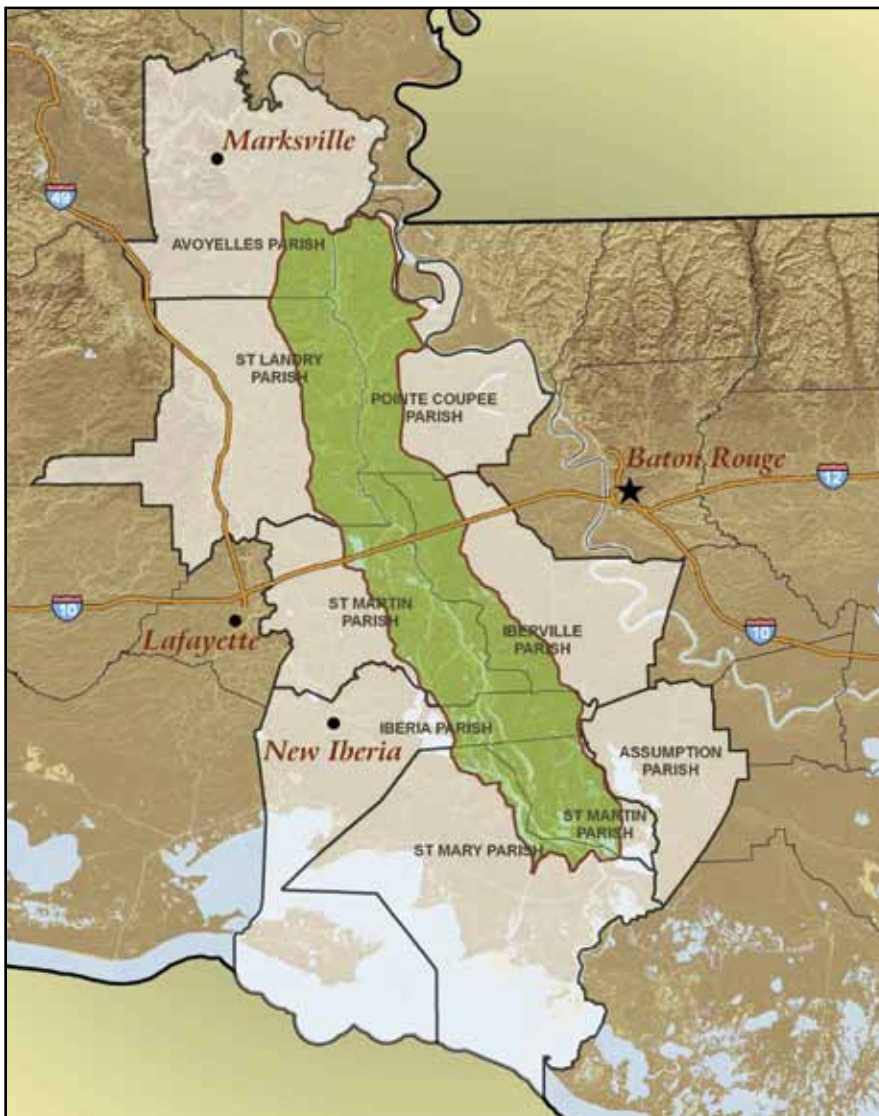 Marksville
49
AVOYELLES PARISH
ST LANDRY
PARISH
POINTE COUPEE
PARISH
Baton Rouge
12
10
ST MARTIN
PARISH
Lafayette
IBERVILLE
PARISH
10
IBERIA PARISH
New Iberia
ASSUMPTION
PARISH
ST MARTIN
PARISH
ST MARY PARISH